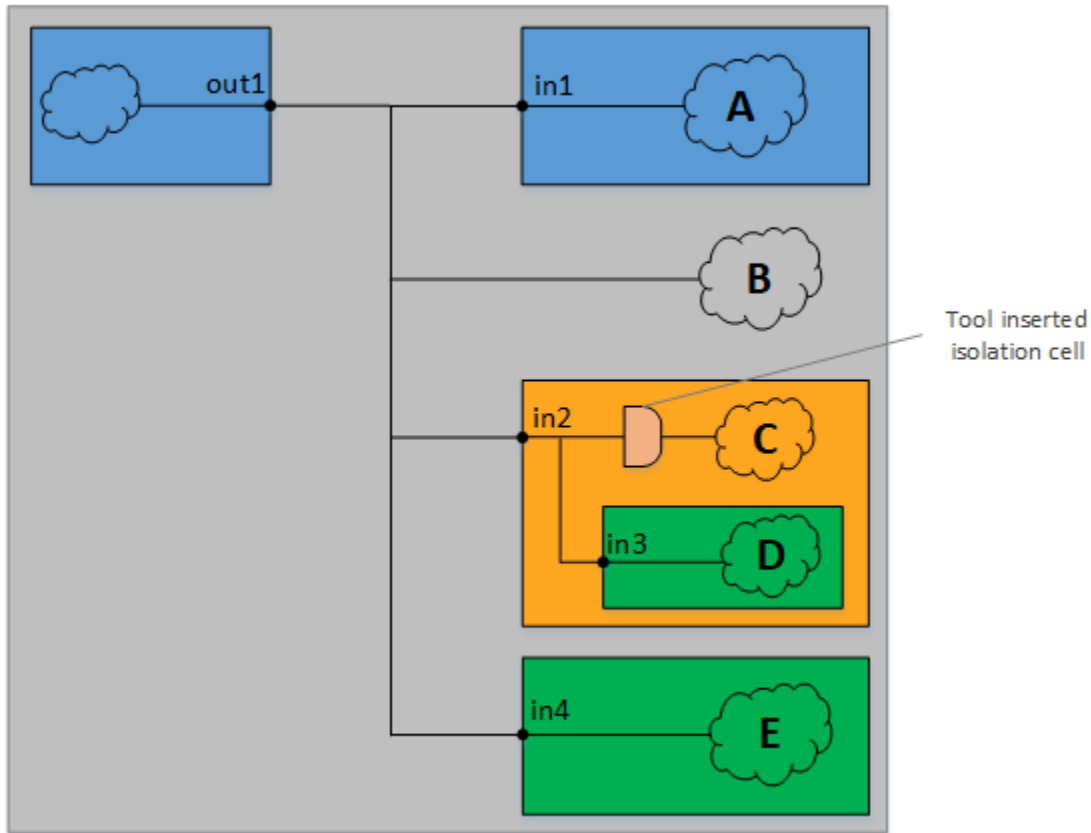 out1
in1
A
B
Tool inserted
isolation cell
in2
C
in3
D
in4
E